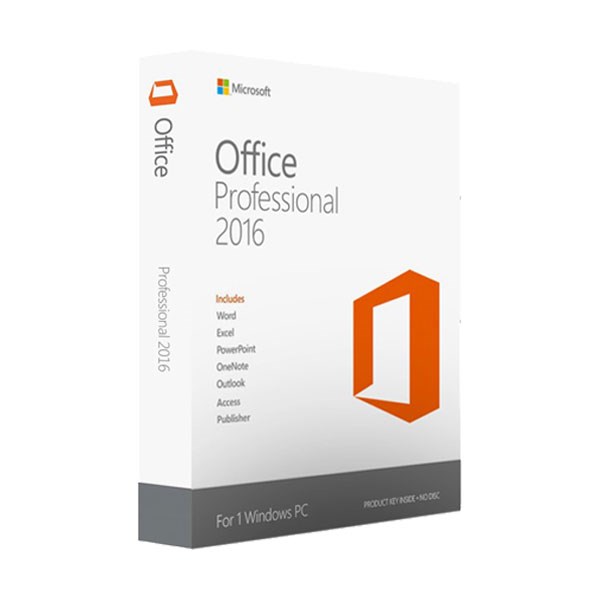 Office
Professional 2016
Microsoft
Office
Professional
2016
Includes
Word
Excel
PowerPoint
OneNote
Outlook
Access
Publisher
For 1 Windows PC
PRODUCT KEY INSIDE • NO DISC